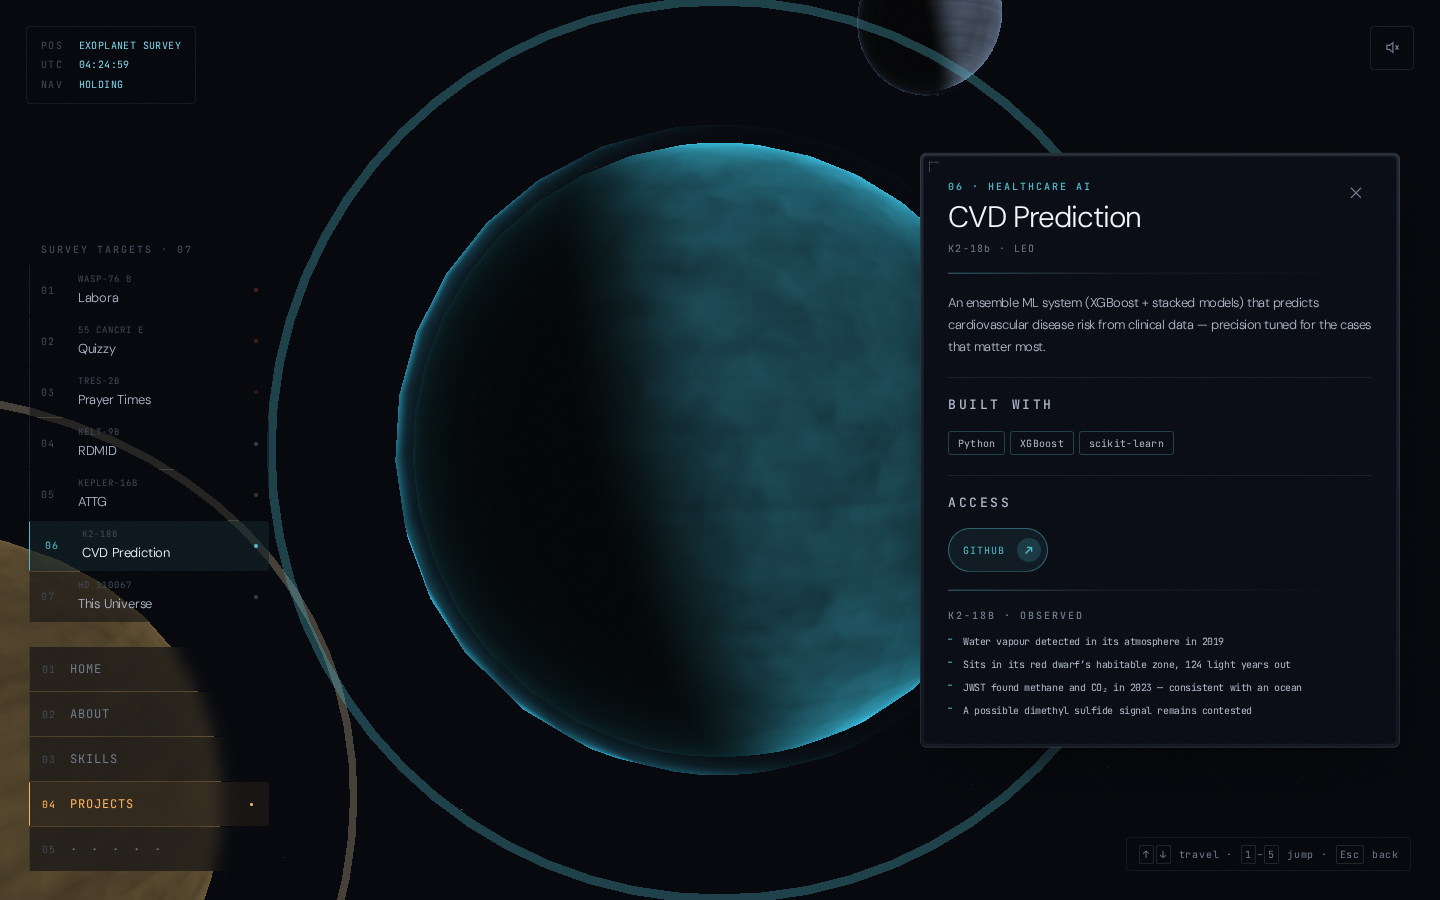 POS EXOPLANET SURVEY
UTC 04:24:59
NAV HOLDING
SURVEY TARGETS · 07
WASP-76 B
01 Labora
55 CANCRI E
02 Quizzy
TRES-2B
03 Prayer Times
KELT-9B
04 RDMID
KEPLER-16B
05 ATTG
K2-18B
06 CVD Prediction
HD 110067
07 This Universe
01 HOME
02 ABOUT
03 SKILLS
04 PROJECTS
05 · · · · ·
06 · HEALTHCARE AI
CVD Prediction
K2-18b · LEO
An ensemble ML system (XGBoost + stacked models) that predicts
cardiovascular disease risk from clinical data — precision tuned for the cases
that matter most.
BUILT WITH
Python XGBoost scikit-learn
ACCESS
GITHUB
K2-18B · OBSERVED
– Water vapour detected in its atmosphere in 2019
– Sits in its red dwarf’s habitable zone, 124 light years out
– JWST found methane and CO₂ in 2023 — consistent with an ocean
– A possible dimethyl sulfide signal remains contested
↑ ↓ travel · 1 – 5 jump · Esc back